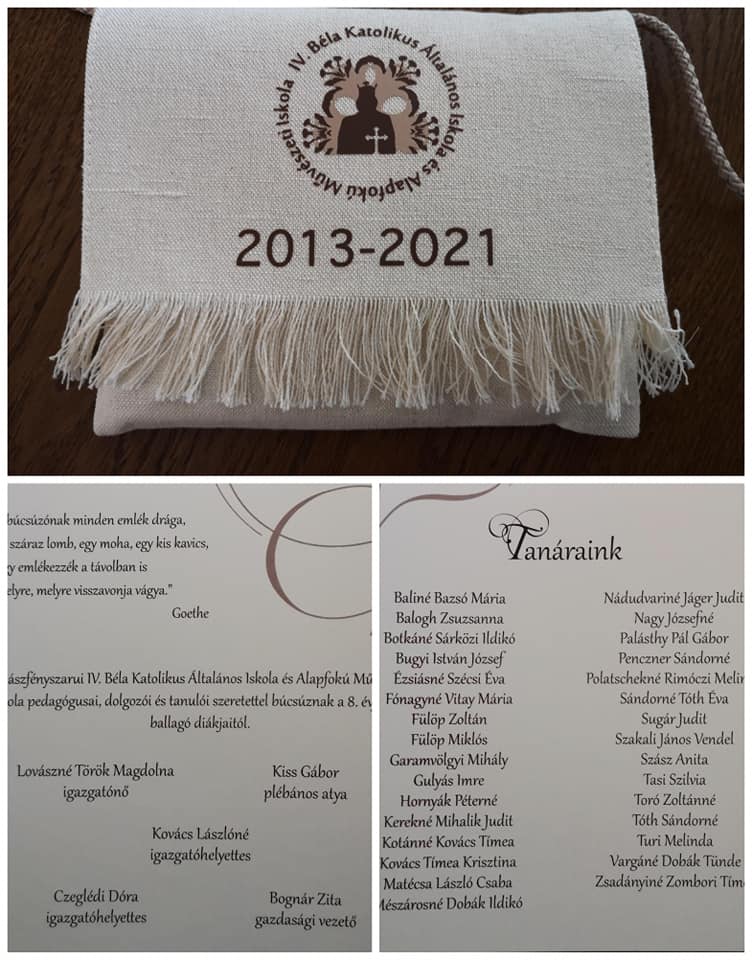 IV. Béla Katolikus Általános Iskola és Alapfokú Művészeti Iskola
2013-2021
búcsúzónak minden emlék drága,
száraz lomb, egy moha, egy kis kavics,
emlékezzék a távolban is
melyre visszavonja vágya."
Goethe
IV. Béla Katolikus Általános Iskola és Alapfokú
pedagógusai, dolgozói és tanulói szeretettel búcsúznak a 8.
ballagó diákjaitól.
Lovászné Török Magdolna
igazgatónő
Kiss Gábor
plébános atya
Kovács Lászlóné
igazgatóhelyettes
Czeglédi Dóra
igazgatóhelyettes
Bognár Zita
gazdasági vezető
Tanáraink
Baliné Bazsó Mária
Balogh Zsuzsanna
Botkáné Sárközi Ildikó
Bugyi István József
Ézsiásné Szécsi Éva
Fónagyné Vitay Mária
Fülöp Zoltán
Fülöp Miklós
Garamvölgyi Mihály
Gulyás Imre
Hornyák Péterné
Kerekné Mihalik Judit
Kotánné Kovács Tímea
Kovács Tímea Krisztina
Matécsa László Csaba
Mészárosné Dobák Ildikó
Nádudvariné Jáger Judit
Nagy Józsefné
Palásthy Pál Gábor
Penczner Sándorné
Polatschekné Rimóczi
Sándorné Tóth Éva
Sugár Judit
Szakali János Vendel
Szász Anita
Tasi Szilvia
Toró Zoltánné
Tóth Sándorné
Turi Melinda
Vargáné Dobák Tünde
Zsadányiné Zombori